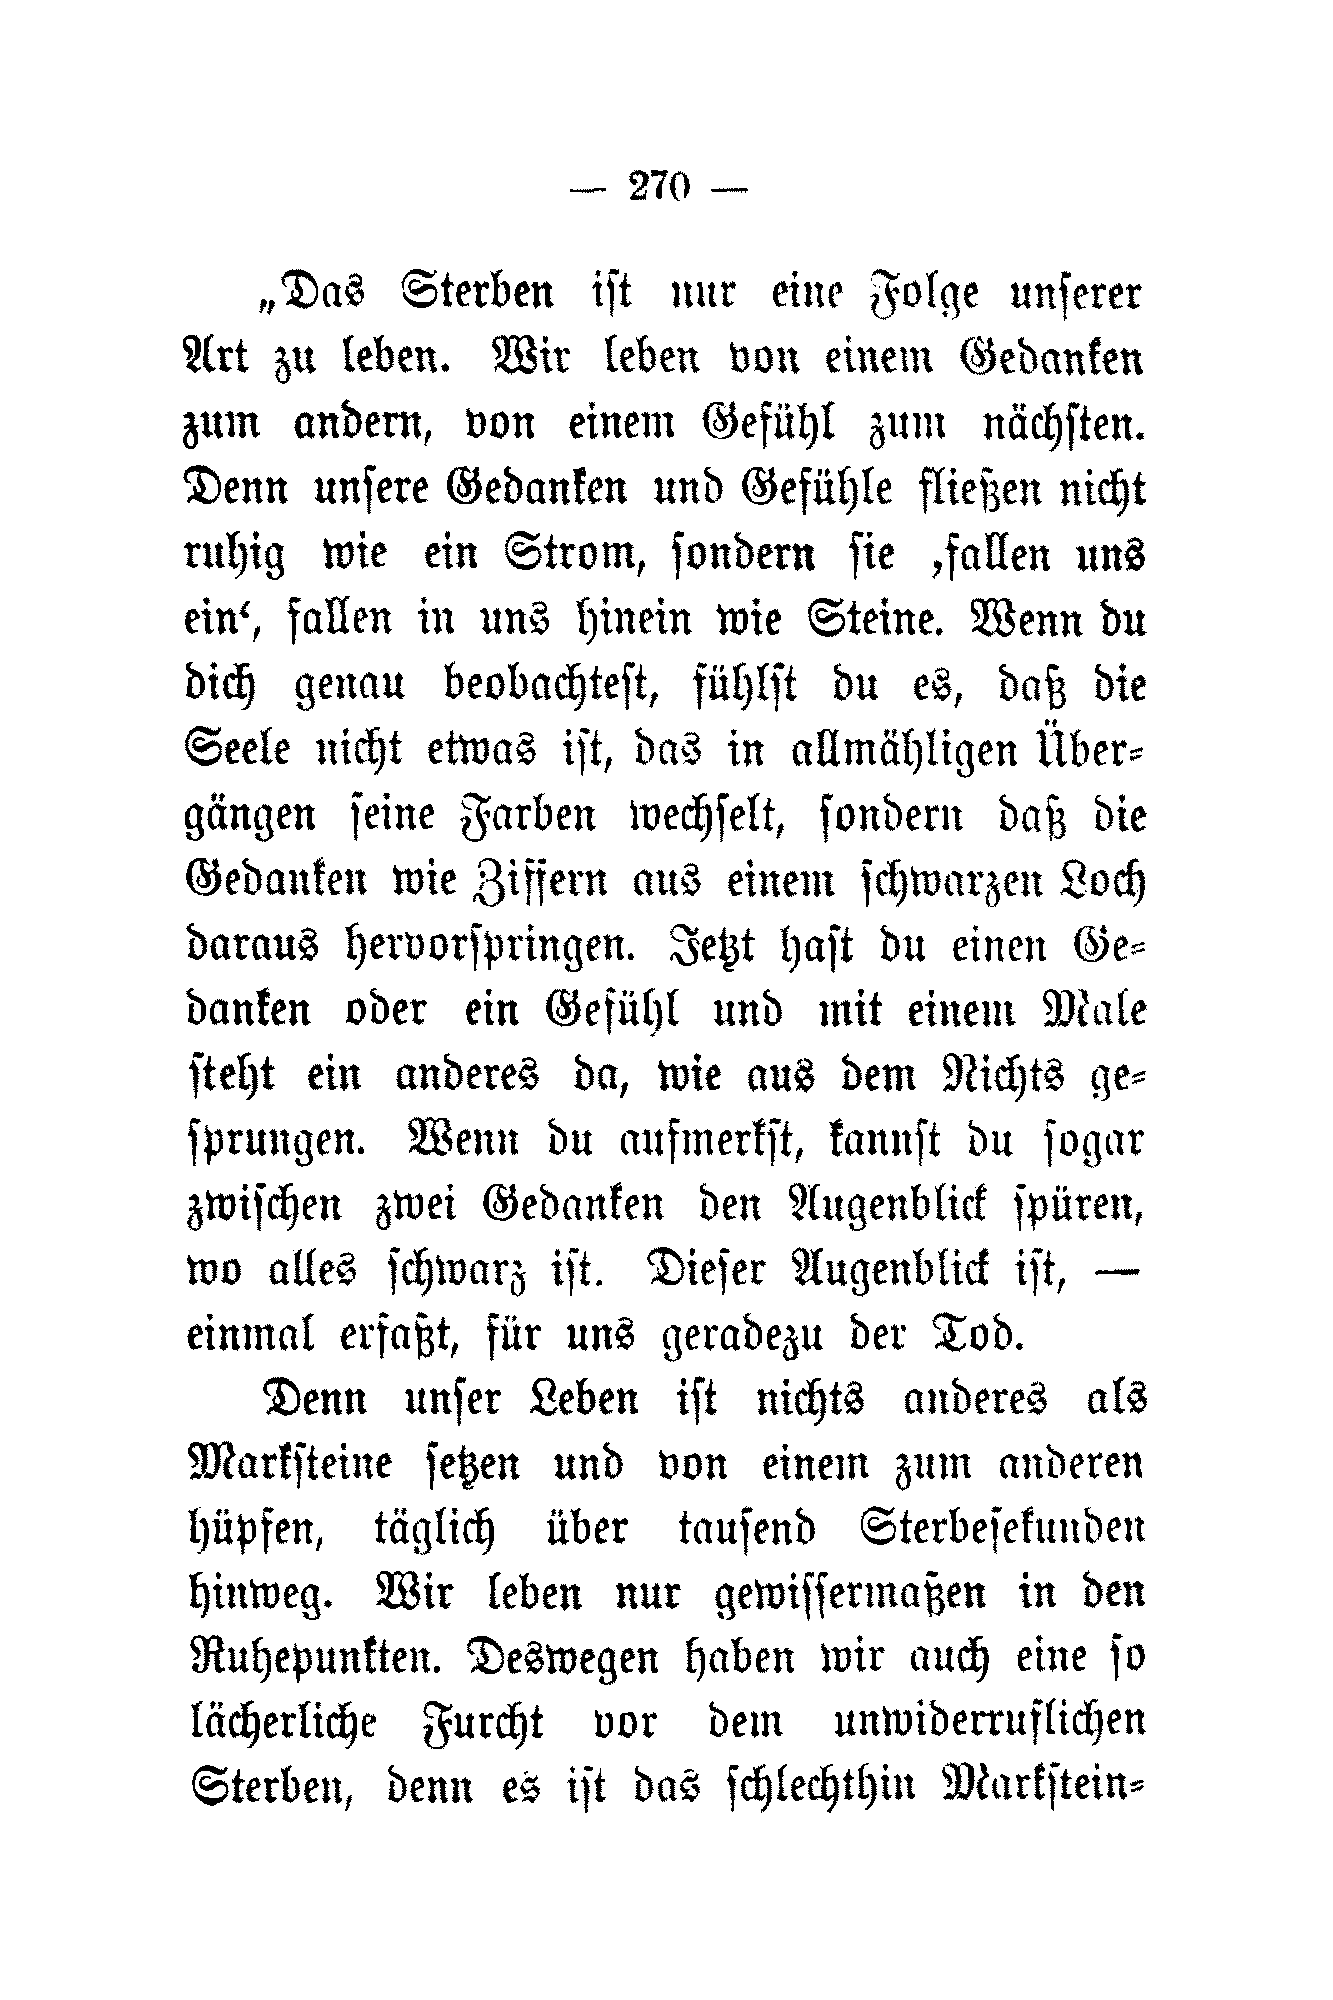 — 270 —
„Das Sterben ist nur eine Folge unserer
Art zu leben. Wir leben von einem Gedanken
zum andern, von einem Gefühl zum nächsten.
Denn unsere Gedanken und Gefühle fließen nicht
ruhig wie ein Strom, sondern sie ‚fallen uns
ein‘, fallen in uns hinein wie Steine. Wenn du
dich genau beobachtest, fühlst du es, daß die
Seele nicht etwas ist, das in allmähligen Über-
gängen seine Farben wechselt, sondern daß die
Gedanken wie Ziffern aus einem schwarzen Loch
daraus hervorspringen. Jetzt hast du einen Ge-
danken oder ein Gefühl und mit einem Male
steht ein anderes da, wie aus dem Nichts ge-
sprungen. Wenn du aufmerkst, kannst du sogar
zwischen zwei Gedanken den Augenblick spüren,
wo alles schwarz ist. Dieser Augenblick ist, —
einmal erfaßt, für uns geradezu der Tod.
Denn unser Leben ist nichts anderes als
Marksteine setzen und von einem zum anderen
hüpfen, täglich über tausend Sterbesekunden
hinweg. Wir leben nur gewissermaßen in den
Ruhepunkten. Deswegen haben wir auch eine so
lächerliche Furcht vor dem unwiderruflichen
Sterben, denn es ist das schlechthin Markstein-